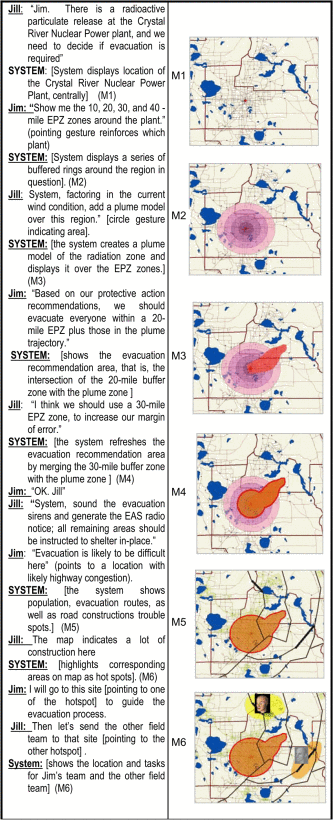 Jill: "Jim. There is a radioactive
particulate release at the Crystal
River Nuclear Power plant, and we
need to decide if evacuation is
required"
SYSTEM: [System displays location of
the Crystal River Nuclear Power
Plant, centrally] (M1)
Jim: "Show me the 10, 20, 30, and 40 -
mile EPZ zones around the plant."
(pointing gesture reinforces which
plant)
SYSTEM: [System displays a series of
buffered rings around the region in
question]. (M2)
Jill: System, factoring in the current
wind condition, add a plume model
over this region." [circle gesture
indicating area].
SYSTEM: [the system creates a plume
model of the radiation zone and
displays it over the EPZ zones.]
(M3)
Jim: "Based on our protective action
recommendations, we should
evacuate everyone within a 20-
mile EPZ plus those in the plume
trajectory."
SYSTEM: [shows the evacuation
recommendation area, that is, the
intersection of the 20-mile buffer
zone with the plume zone ]
Jill: "I think we should use a 30-mile
EPZ zone, to increase our margin
of error."
SYSTEM: [the system refreshes the
evacuation recommendation area
by merging the 30-mile buffer zone
with the plume zone ] (M4)
Jim: "OK. Jill"
Jill: "System, sound the evacuation
sirens and generate the EAS radio
notice; all remaining areas should
be instructed to shelter in-place."
Jim: "Evacuation is likely to be difficult
here" (points to a location with
likely highway congestion).
SYSTEM: [the system shows
population, evacuation routes, as
well as road constructions trouble
spots.] (M5)
Jill: The map indicates a lot of
construction here
SYSTEM: [highlights corresponding
areas on map as hot spots]. (M6)
Jim: I will go to this site [pointing to one
of the hotspot] to guide the
evacuation process.
Jill: Then let's send the other field
team to that site [pointing to the
other hotspot] .
System: [shows the location and tasks
for Jim's team and the other field
team] (M6)
M1
M2
M3
M4
M5
M6